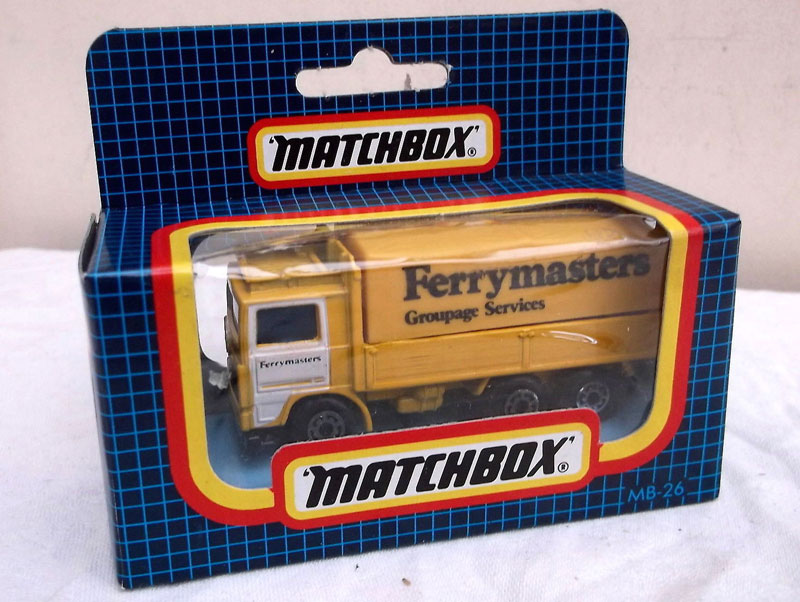 "MATCHBOX"®
Ferrymasters
Groupage Services
Ferrymasters
"MATCHBOX"®
MB-26